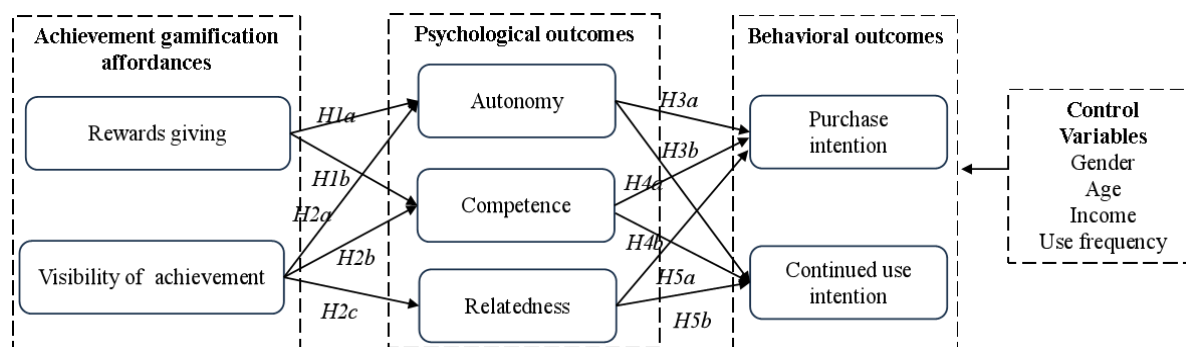 Achievement gamification
affordances
Rewards giving
Visibility of achievement
H1a
H1b
H2a
H2b
H2c
Psychological outcomes
Autonomy
Competence
Relatedness
H3a
H3b
H4a
H4b
H5a
H5b
Behavioral outcomes
Purchase
intention
Continued use
intention
Control
Variables
Gender
Age
Income
Use frequency